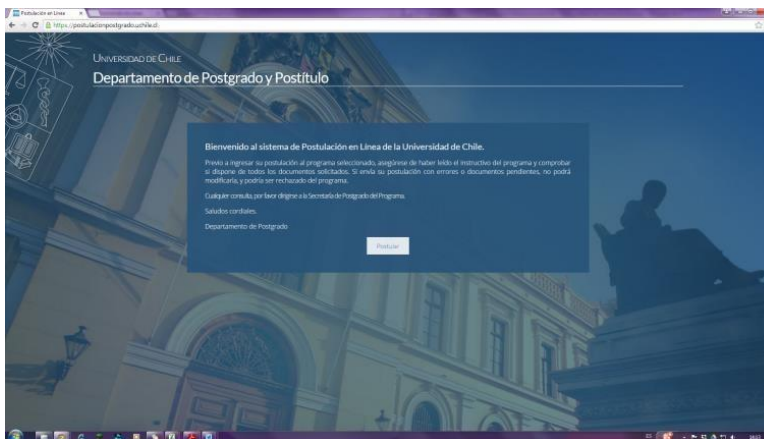 Postulación en Línea
https://postulacionpostgrado.uchile.cl
UNIVERSIDAD DE CHILE
Departamento de Postgrado y Postítulo
Bienvenido al sistema de Postulación en Línea de la Universidad de Chile.
Previo a ingresar su postulación al programa seleccionado, asegúrese de haber leído el instructivo del programa y comprobar
si dispone de todos los documentos solicitados. Si envía su postulación con errores o documentos pendientes, no podrá
modificarla, y podría ser rechazado del programa.
Cualquier consulta, por favor dirigirse a la Secretaría de Postgrado del Programa.
Saludos cordiales.
Departamento de Postgrado
Postular